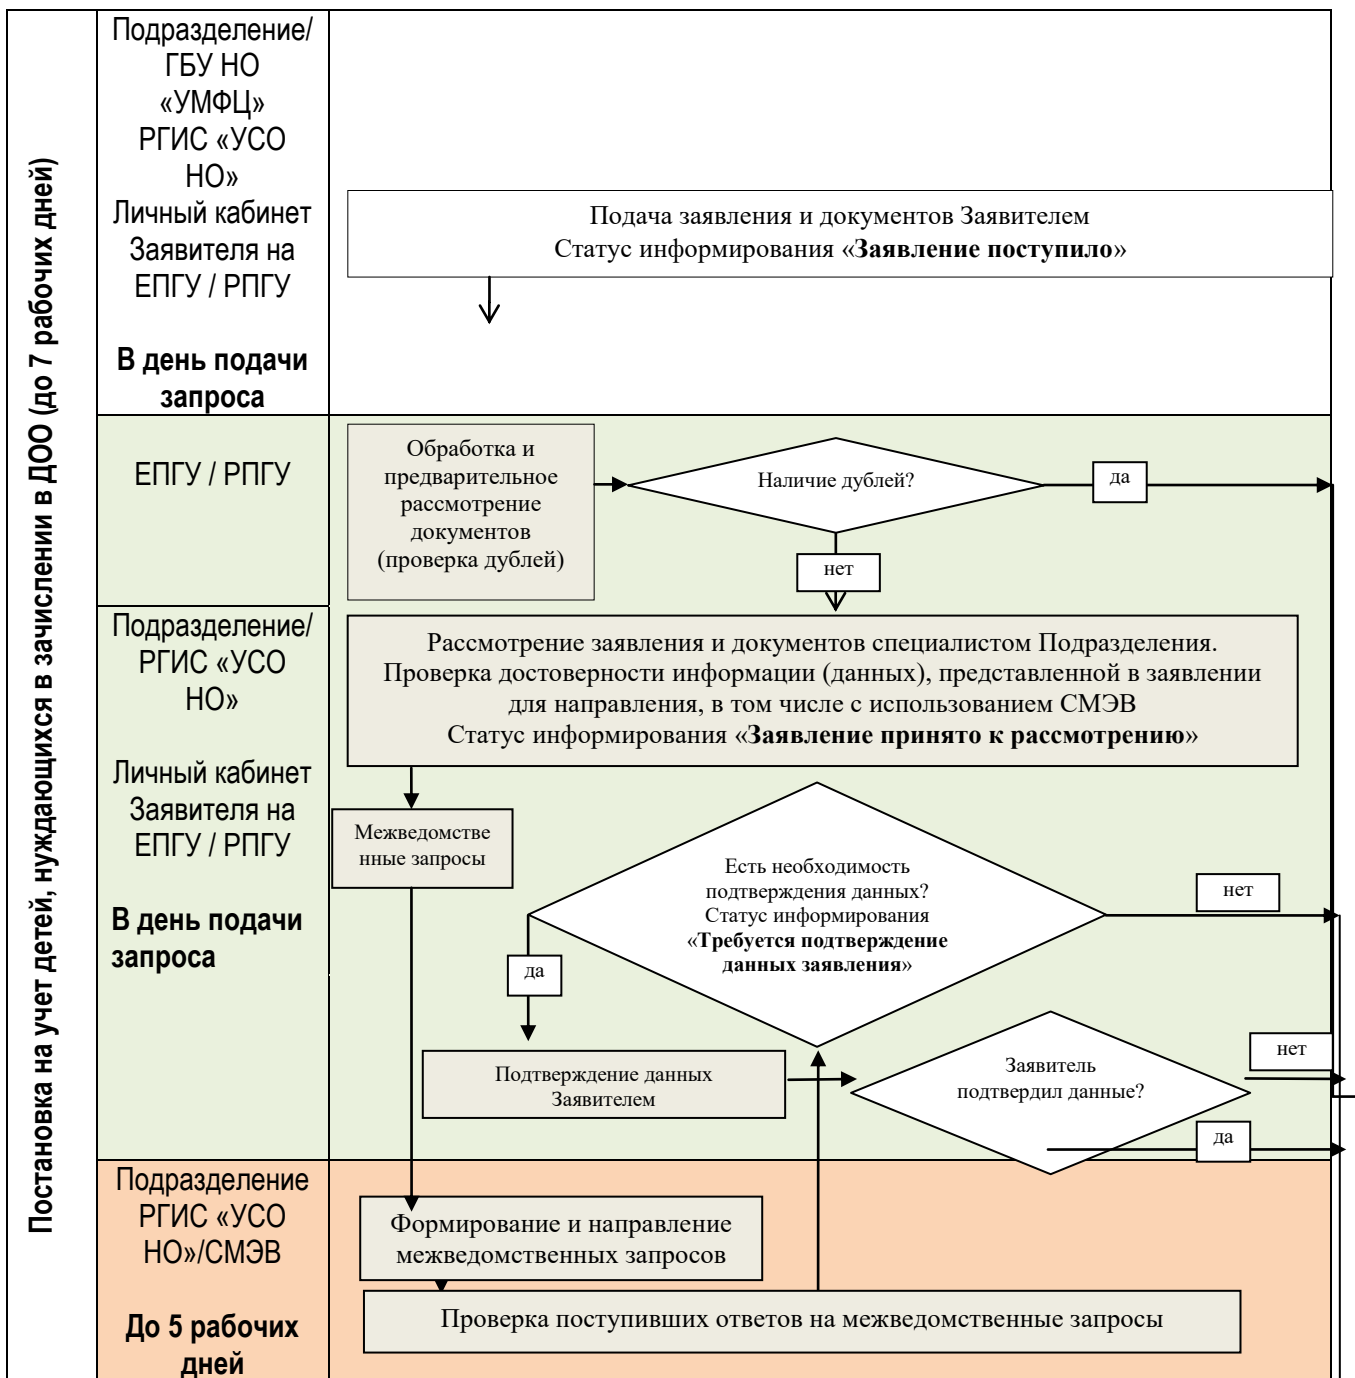 Постановка на учет детей, нуждающихся в зачислении в ДОО (до 7 рабочих дней)
Подразделение/
ГБУ НО
«УМФЦ»
РГИС «УСО
НО»
Личный кабинет
Заявителя на
ЕПГУ / РПГУ
В день подачи
запроса
Подача заявления и документов Заявителем
Статус информирования «Заявление поступило»
ЕПГУ / РПГУ
Обработка и
предварительное
рассмотрение
документов
(проверка дублей)
Наличие дублей?
да
нет
Подразделение/
РГИС «УСО
НО»
Личный кабинет
Заявителя на
ЕПГУ / РПГУ
В день подачи
запроса
Рассмотрение заявления и документов специалистом Подразделения.
Проверка достоверности информации (данных), представленной в заявлении
для направления, в том числе с использованием СМЭВ
Статус информирования «Заявление принято к рассмотрению»
Межведомстве
нные запросы
Есть необходимость
подтверждения данных?
Статус информирования
«Требуется подтверждение
данных заявления»
нет
да
Подтверждение данных
Заявителем
Заявитель
подтвердил данные?
нет
да
Подразделение
РГИС «УСО
НО»/СМЭВ
До 5 рабочих
дней
Формирование и направление
межведомственных запросов
Проверка поступивших ответов на межведомственные запросы